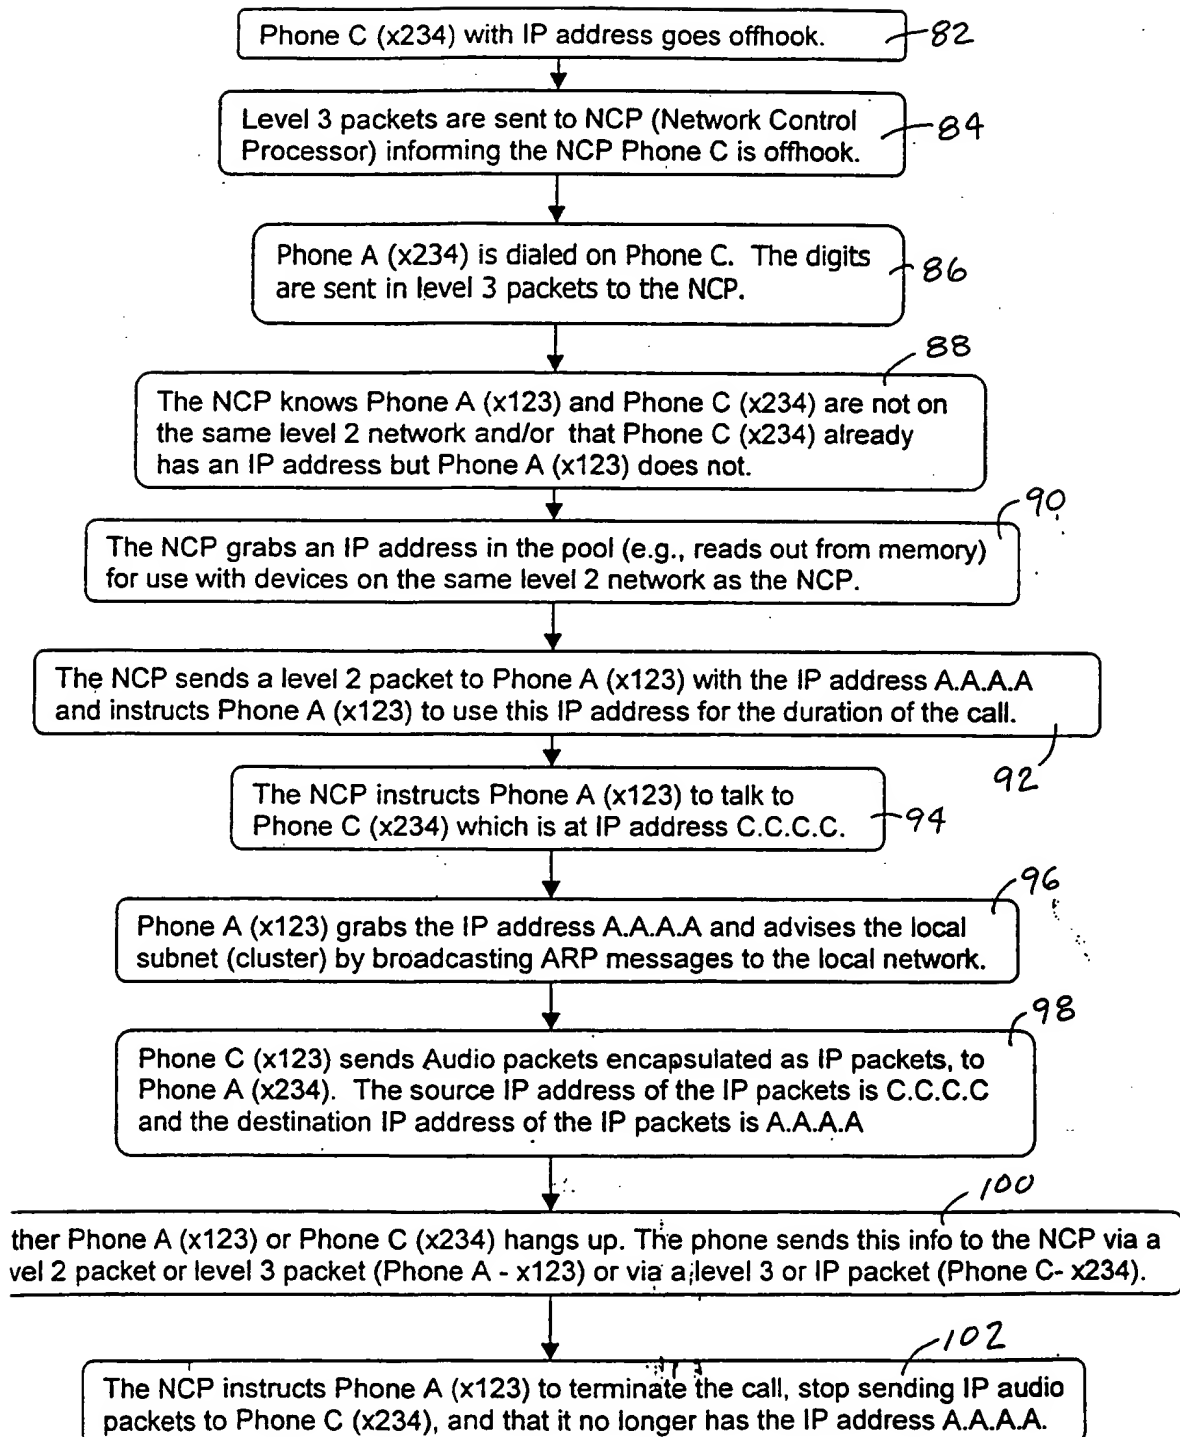 Phone C (x234) with IP address goes offhook.
82
Level 3 packets are sent to NCP (Network Control
Processor) informing the NCP Phone C is offhook.
84
Phone A (x234) is dialed on Phone C. The digits
are sent in level 3 packets to the NCP.
86
88
The NCP knows Phone A (x123) and Phone C (x234) are not on
the same level 2 network and/or that Phone C (x234) already
has an IP address but Phone A (x123) does not.
90
The NCP grabs an IP address in the pool (e.g., reads out from memory)
for use with devices on the same level 2 network as the NCP.
The NCP sends a level 2 packet to Phone A (x123) with the IP address A.A.A.A
and instructs Phone A (x123) to use this IP address for the duration of the call.
92
The NCP instructs Phone A (x123) to talk to
Phone C (x234) which is at IP address C.C.C.C.
94
96
Phone A (x123) grabs the IP address A.A.A.A and advises the local
subnet (cluster) by broadcasting ARP messages to the local network.
98
Phone C (x123) sends Audio packets encapsulated as IP packets, to
Phone A (x234). The source IP address of the IP packets is C.C.C.C
and the destination IP address of the IP packets is A.A.A.A
100
ther Phone A (x123) or Phone C (x234) hangs up. The phone sends this info to the NCP via a
vel 2 packet or level 3 packet (Phone A - x123) or via a level 3 or IP packet (Phone C- x234).
102
The NCP instructs Phone A (x123) to terminate the call, stop sending IP audio
packets to Phone C (x234), and that it no longer has the IP address A.A.A.A.